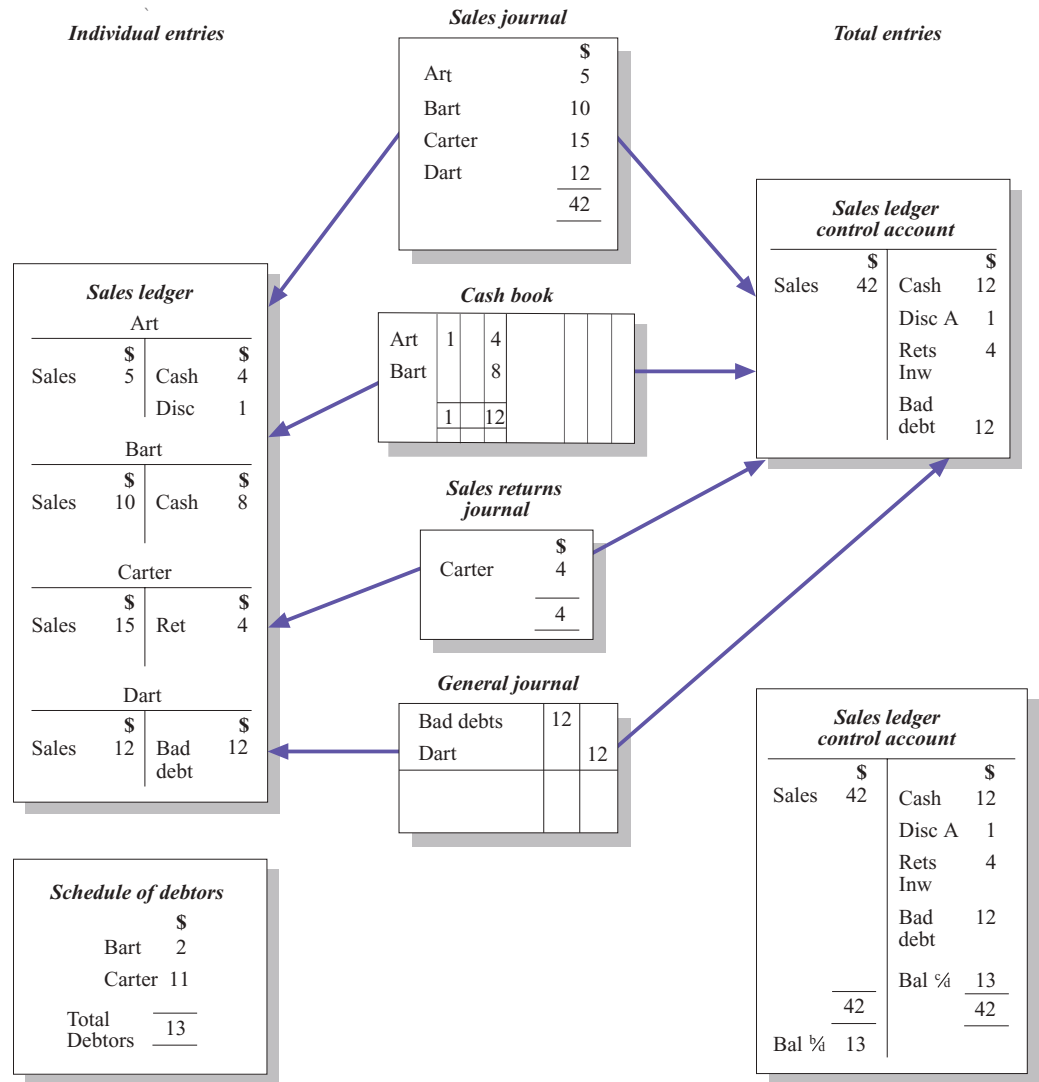 Individual entries
Sales journal
$
Art 5
Bart 10
Carter 15
Dart 12
42
Total entries
Sales ledger
Art
$ $
Sales 5 Cash 4
Disc 1
Bart
$ $
Sales 10 Cash 8
Carter
$ $
Sales 15 Ret 4
Dart
$ $
Sales 12 Bad 12
debt
Cash book
Art 1 4
Bart 8
1 12
Sales returns
journal
$
Carter 4
4
General journal
Bad debts 12
Dart 12
Sales ledger
control account
$ $
Sales 42 Cash 12
Disc A 1
Rets 4
Inw
Bad
debt 12
Schedule of debtors
$
Bart 2
Carter 11
Total
Debtors 13
Sales ledger
control account
$ $
Sales 42 Cash 12
Disc A 1
Rets 4
Inw
Bad 12
debt
Bal c/d 13
42 42
Bal b/d 13